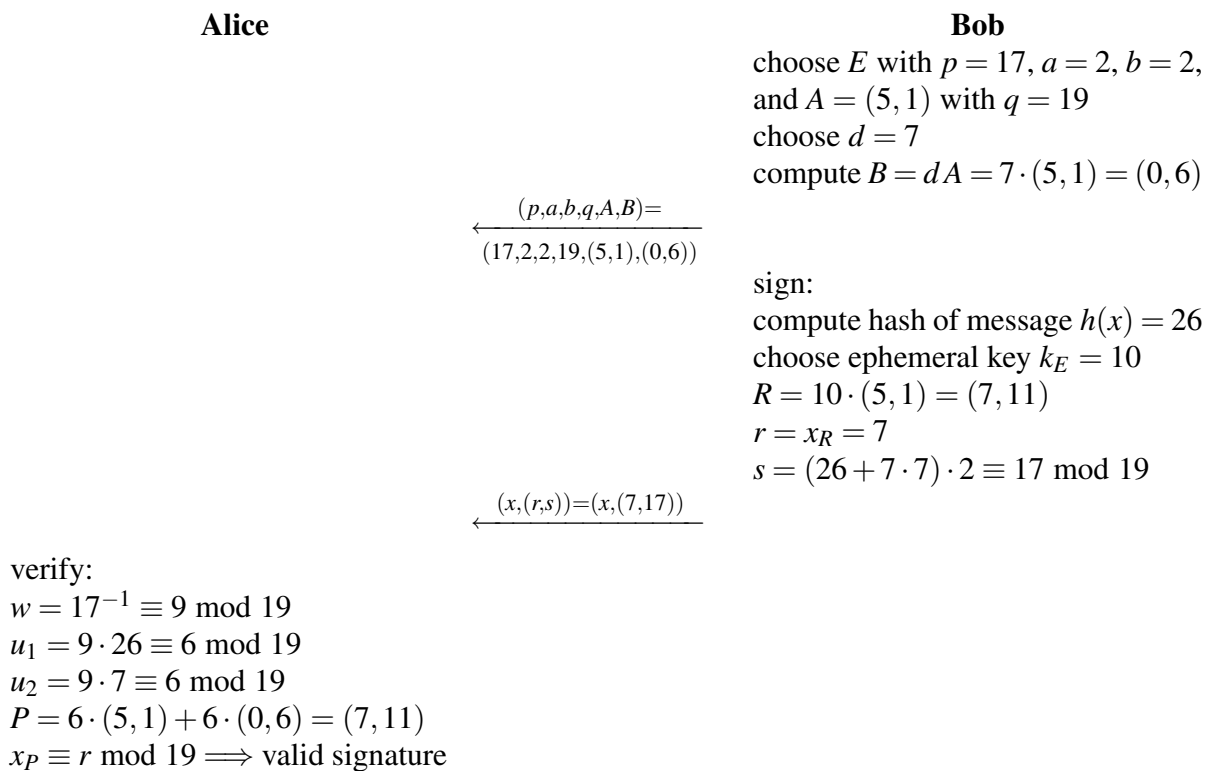 Alice
Bob
choose E with p = 17, a = 2, b = 2,
and A = (5, 1) with q = 19
choose d = 7
compute B = d A = 7 · (5, 1) = (0, 6)
(p,a,b,q,A,B)=
(17,2,2,19,(5,1),(0,6))
sign:
compute hash of message h(x) = 26
choose ephemeral key k_E = 10
R = 10 · (5, 1) = (7, 11)
r = x_R = 7
s = (26 + 7 · 7) · 2 ≡ 17 mod 19
(x,(r,s))=(x,(7,17))
verify:
w = 17⁻¹ ≡ 9 mod 19
u₁ = 9 · 26 ≡ 6 mod 19
u₂ = 9 · 7 ≡ 6 mod 19
P = 6 · (5, 1) + 6 · (0, 6) = (7, 11)
x_P ≡ r mod 19 ⟹ valid signature